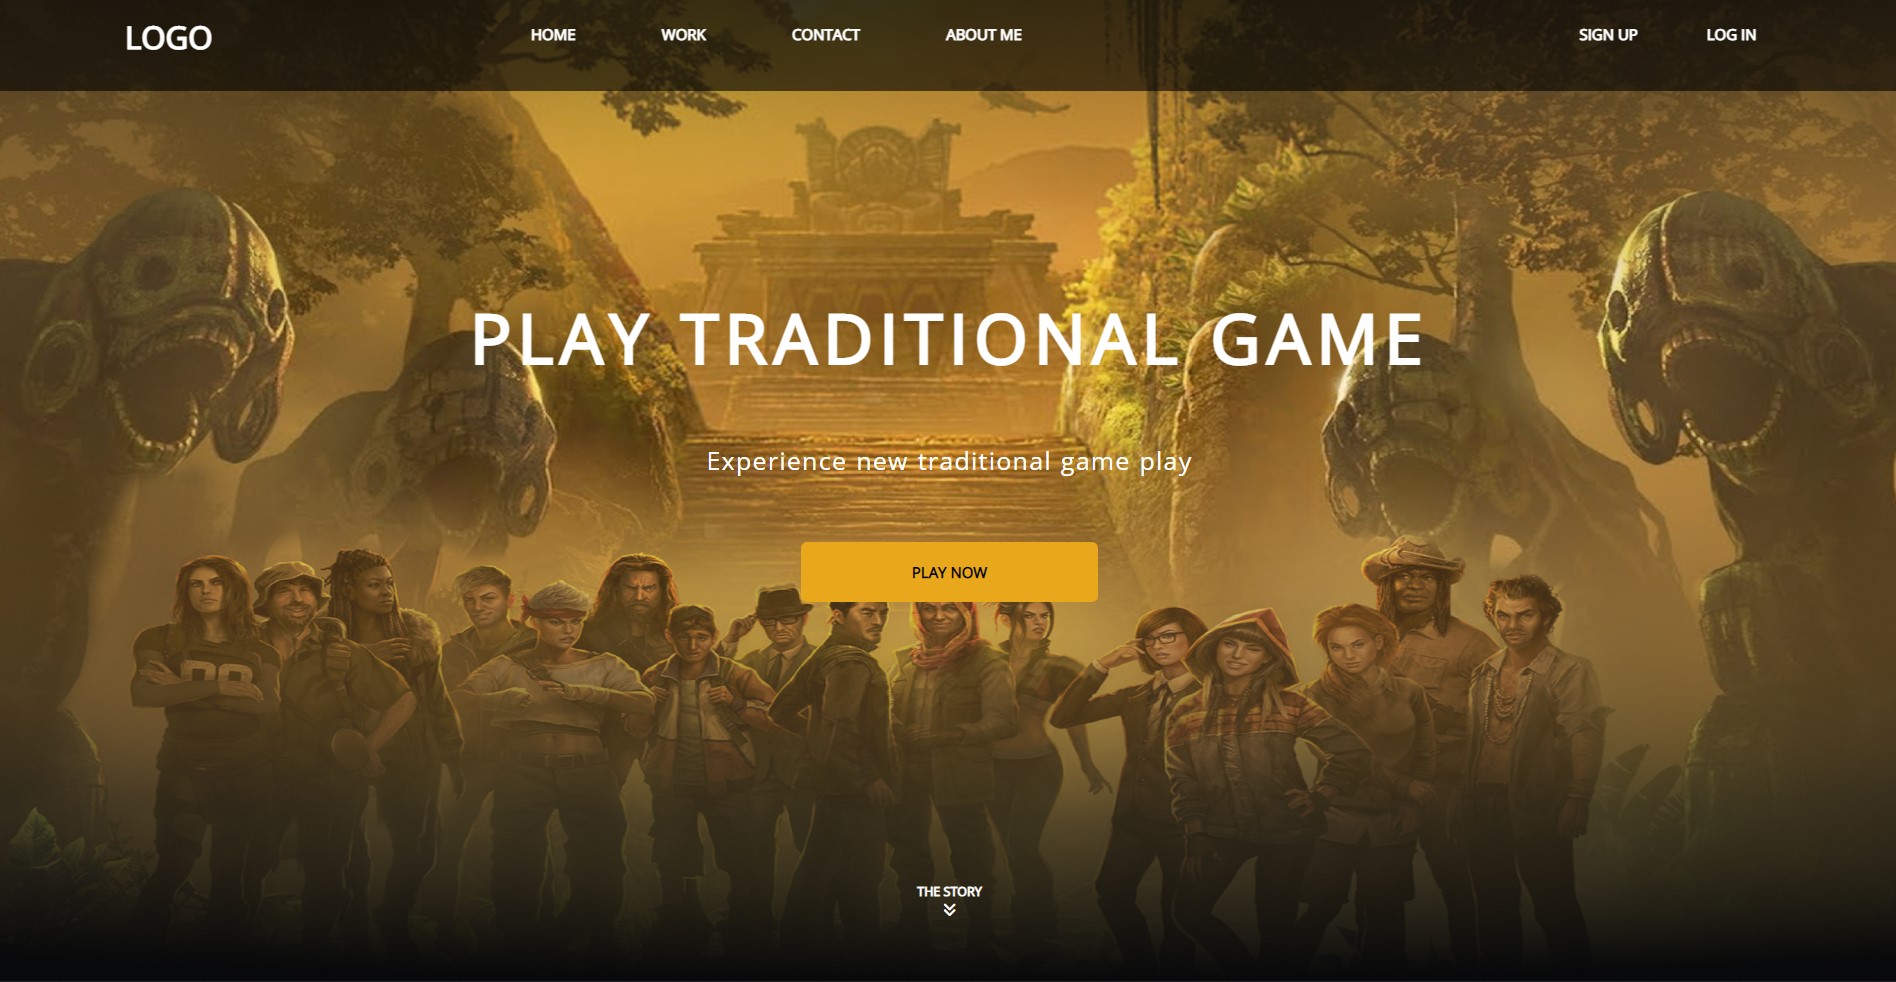 LOGO
HOME WORK CONTACT ABOUT ME
SIGN UP LOG IN
PLAY TRADITIONAL GAME
Experience new traditional game play
PLAY NOW
THE STORY